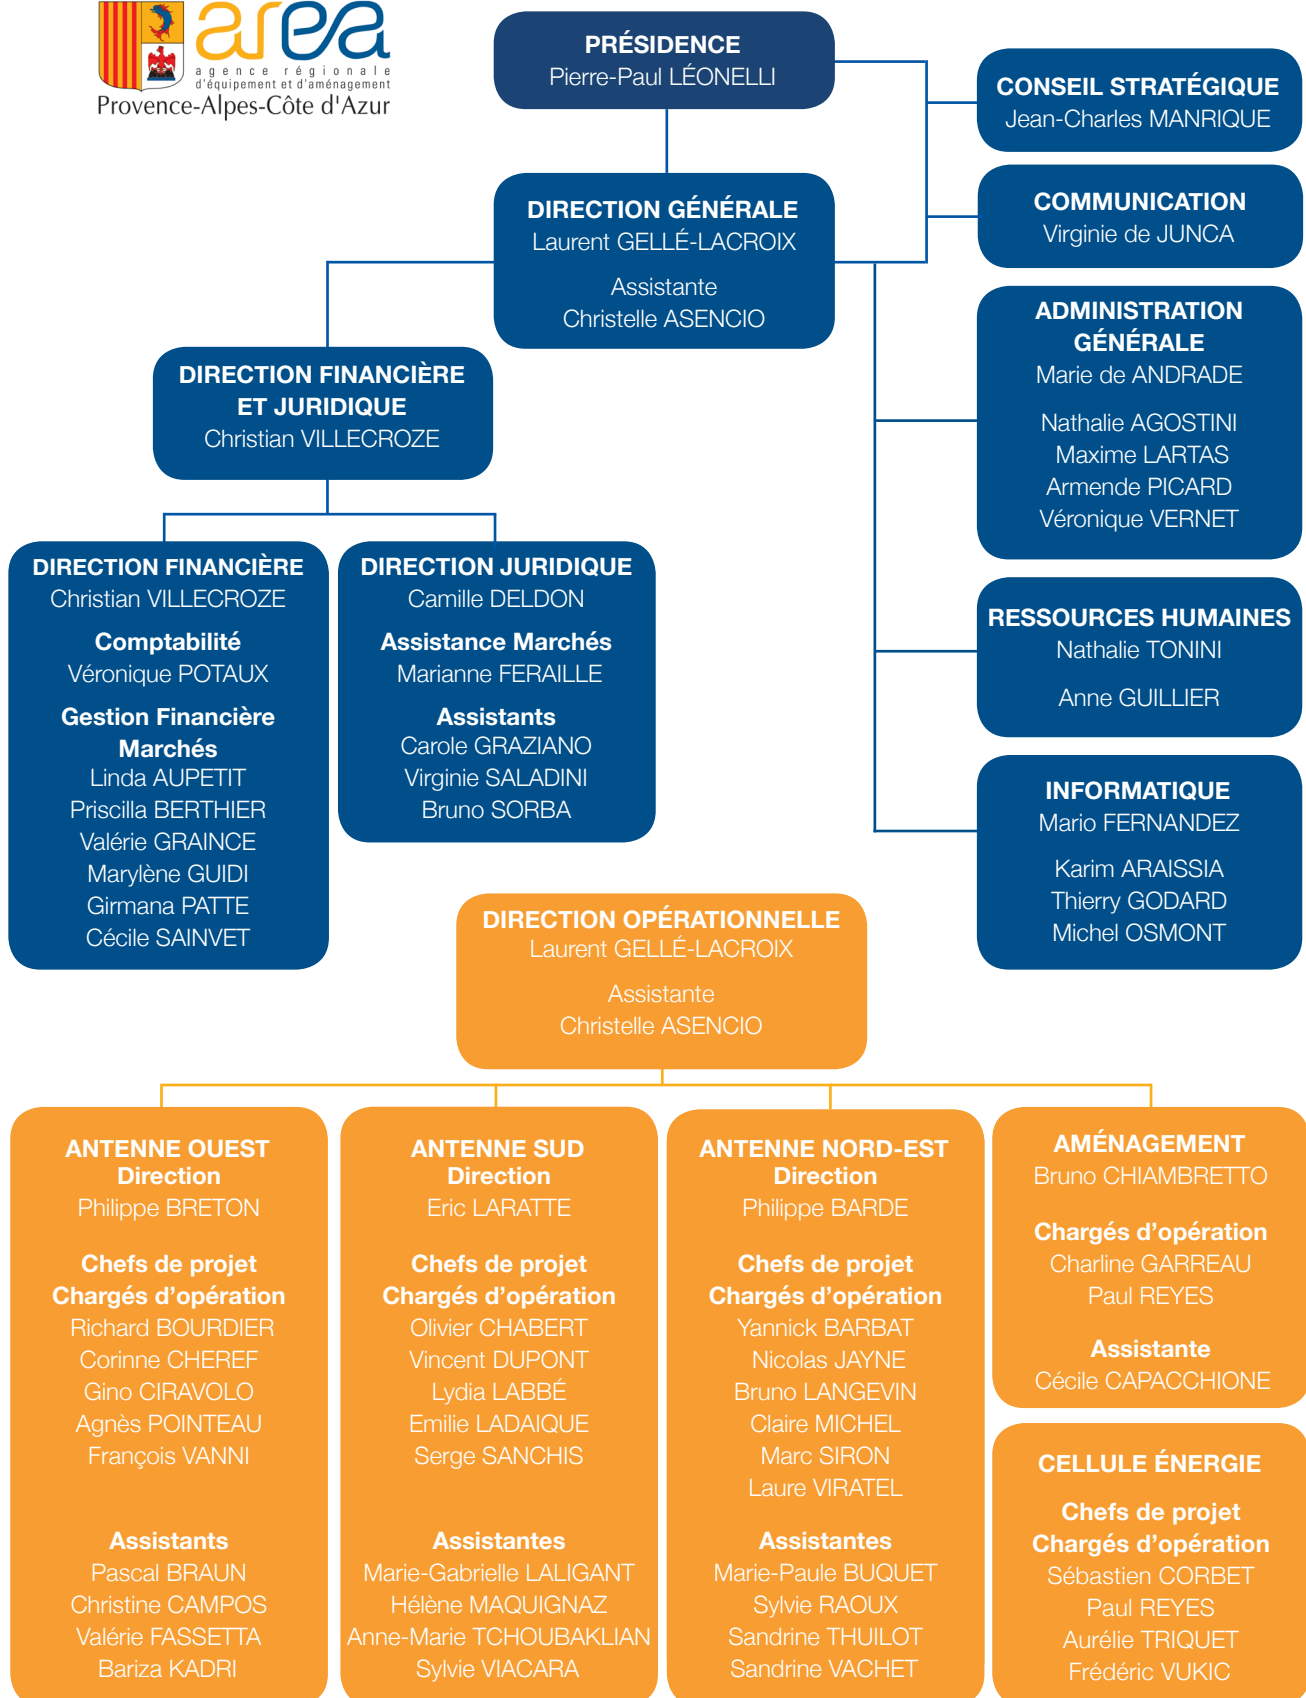 area
agence régionale
d'équipement et d'aménagement
Provence-Alpes-Côte d'Azur
PRÉSIDENCE
Pierre-Paul LÉONELLI
CONSEIL STRATÉGIQUE
Jean-Charles MANRIQUE
COMMUNICATION
Virginie de JUNCA
DIRECTION GÉNÉRALE
Laurent GELLÉ-LACROIX
Assistante
Christelle ASENCIO
ADMINISTRATION
GÉNÉRALE
Marie de ANDRADE
Nathalie AGOSTINI
Maxime LARTAS
Armende PICARD
Véronique VERNET
DIRECTION FINANCIÈRE
ET JURIDIQUE
Christian VILLECROZE
DIRECTION FINANCIÈRE
Christian VILLECROZE
Comptabilité
Véronique POTAUX
Gestion Financière
Marchés
Linda AUPETIT
Priscilla BERTHIER
Valérie GRAINCE
Marylène GUIDI
Girmana PATTE
Cécile SAINVET
DIRECTION JURIDIQUE
Camille DELDON
Assistance Marchés
Marianne FERAILLE
Assistants
Carole GRAZIANO
Virginie SALADINI
Bruno SORBA
RESSOURCES HUMAINES
Nathalie TONINI
Anne GUILLIER
INFORMATIQUE
Mario FERNANDEZ
Karim ARAISSIA
Thierry GODARD
Michel OSMONT
DIRECTION OPÉRATIONNELLE
Laurent GELLÉ-LACROIX
Assistante
Christelle ASENCIO
ANTENNE OUEST
Direction
Philippe BRETON
Chefs de projet
Chargés d'opération
Richard BOURDIER
Corinne CHEREF
Gino CIRAVOLO
Agnès POINTEAU
François VANNI
Assistants
Pascal BRAUN
Christine CAMPOS
Valérie FASSETTA
Bariza KADRI
ANTENNE SUD
Direction
Eric LARATTE
Chefs de projet
Chargés d'opération
Olivier CHABERT
Vincent DUPONT
Lydia LABBÉ
Emilie LADAIQUE
Serge SANCHIS
Assistantes
Marie-Gabrielle LALIGANT
Hélène MAQUIGNAZ
Anne-Marie TCHOUBAKLIAN
Sylvie VIACARA
ANTENNE NORD-EST
Direction
Philippe BARDE
Chefs de projet
Chargés d'opération
Yannick BARBAT
Nicolas JAYNE
Bruno LANGEVIN
Claire MICHEL
Marc SIRON
Laure VIRATEL
Assistantes
Marie-Paule BUQUET
Sylvie RAOUX
Sandrine THUILOT
Sandrine VACHET
AMÉNAGEMENT
Bruno CHIAMBRETTO
Chargés d'opération
Charline GARREAU
Paul REYES
Assistante
Cécile CAPACCHIONE
CELLULE ÉNERGIE
Chefs de projet
Chargés d'opération
Sébastien CORBET
Paul REYES
Aurélie TRIQUET
Frédéric VUKIC